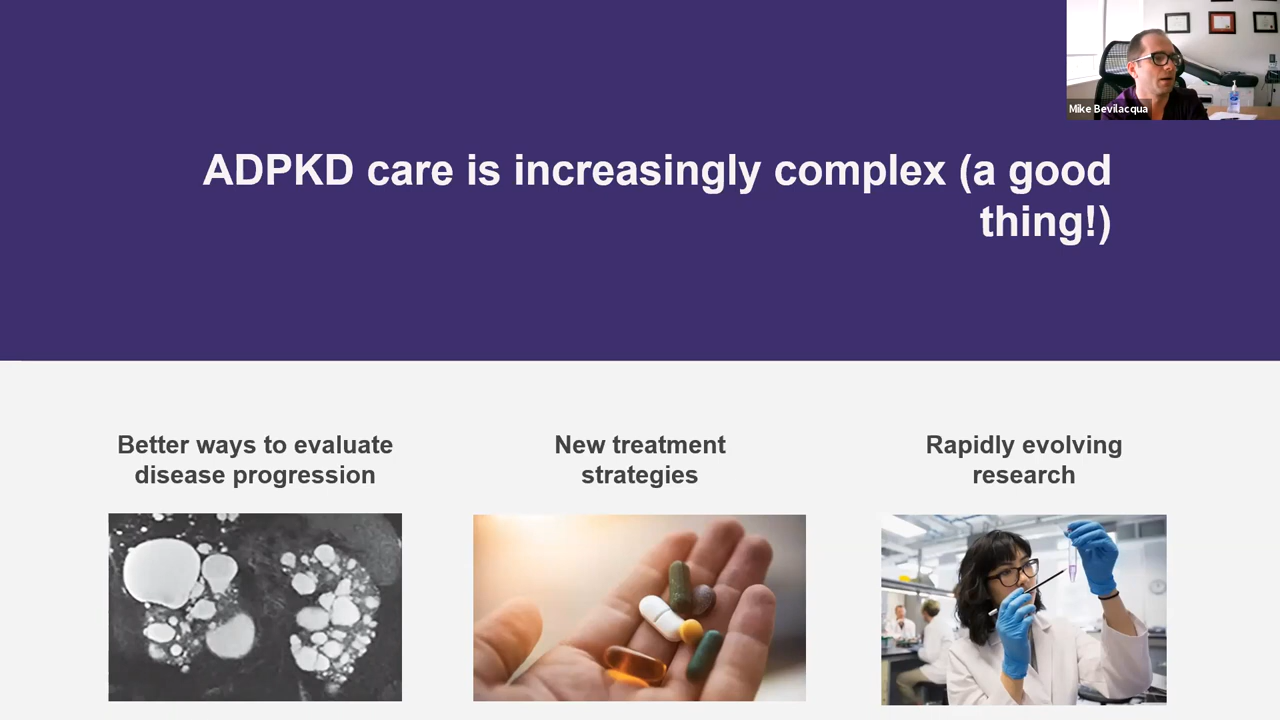 Mike Bevilacqua
ADPKD care is increasingly complex (a good
thing!)
Better ways to evaluate
disease progression
New treatment
strategies
Rapidly evolving
research